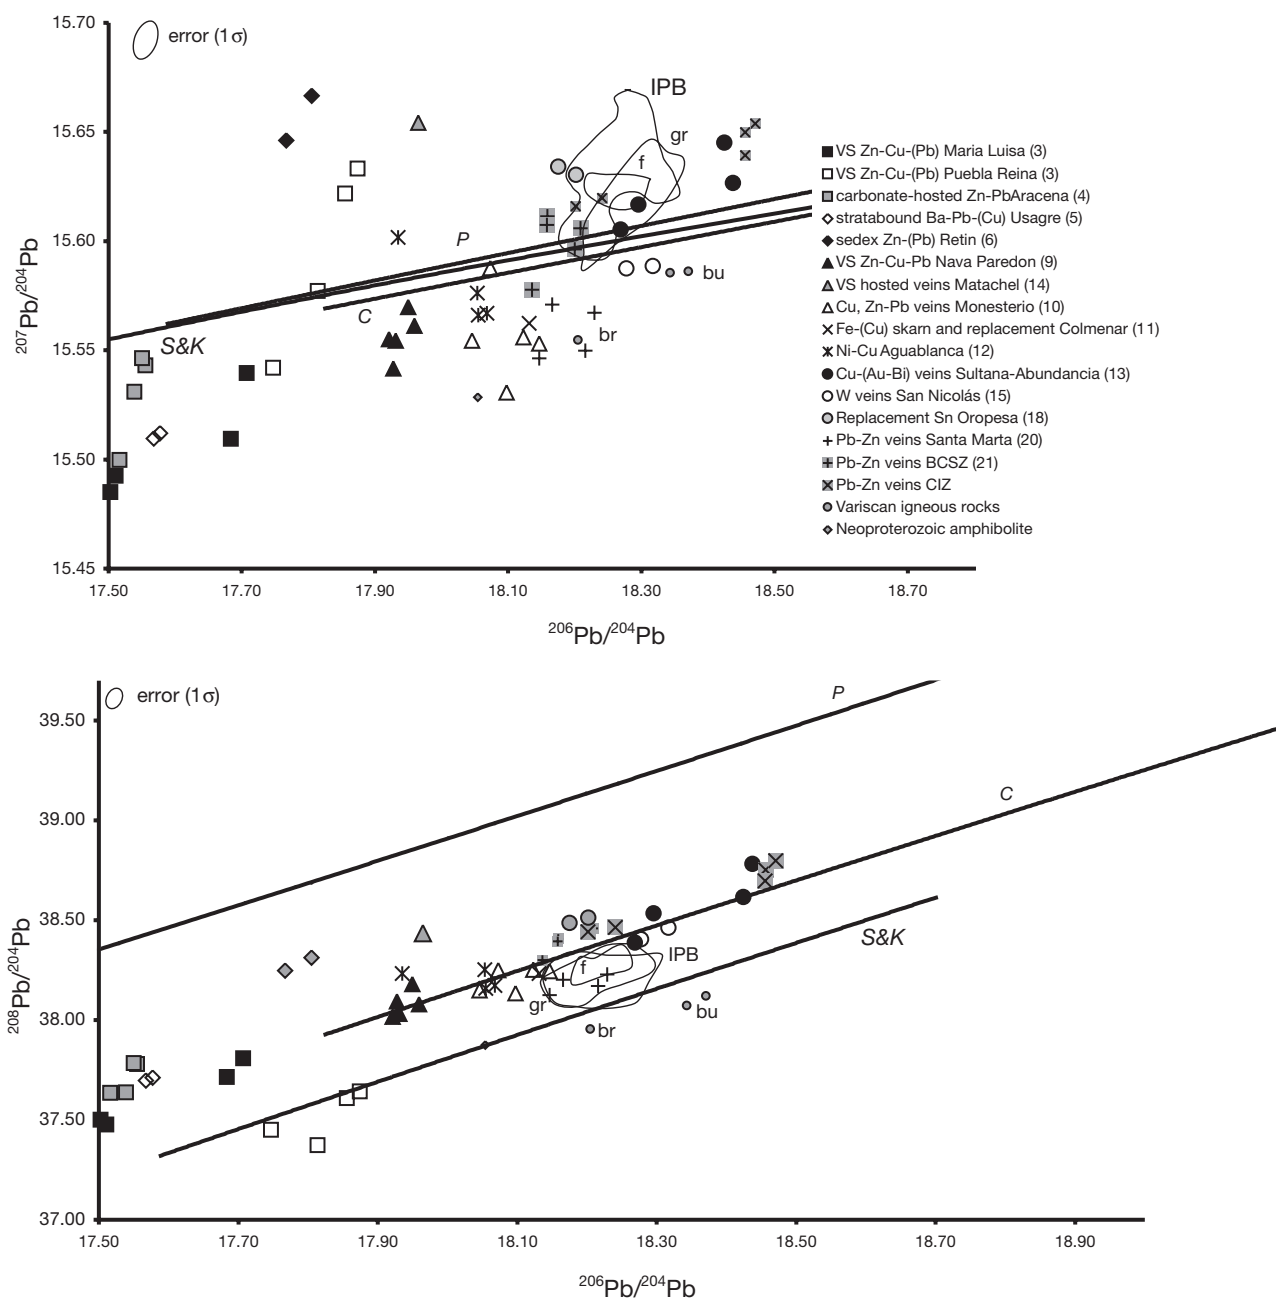 15.70
error (1σ)
IPB
gr
15.65
f
VS Zn-Cu-(Pb) Maria Luisa (3)
VS Zn-Cu-(Pb) Puebla Reina (3)
carbonate-hosted Zn-PbAracena (4)
stratabound Ba-Pb-(Cu) Usagre (5)
sedex Zn-(Pb) Retin (6)
VS Zn-Cu-Pb Nava Paredon (9)
VS hosted veins Matachel (14)
Cu, Zn-Pb veins Monesterio (10)
Fe-(Cu) skarn and replacement Colmenar (11)
Ni-Cu Aguablanca (12)
Cu-(Au-Bi) veins Sultana-Abundancia (13)
W veins San Nicolás (15)
Replacement Sn Oropesa (18)
Pb-Zn veins Santa Marta (20)
Pb-Zn veins BCSZ (21)
Pb-Zn veins CIZ
Variscan igneous rocks
Neoproterozoic amphibolite
15.60
P
bu
207Pb/204Pb
C
S&K
br
15.55
15.50
15.45
17.50 17.70 17.90 18.10 18.30 18.50 18.70
206Pb/204Pb
error (1σ)
P
39.50
C
39.00
38.50
S&K
IPB
f
208Pb/204Pb
gr
bu
br
38.00
37.50
37.00
17.50 17.70 17.90 18.10 18.30 18.50 18.70 18.90
206Pb/204Pb